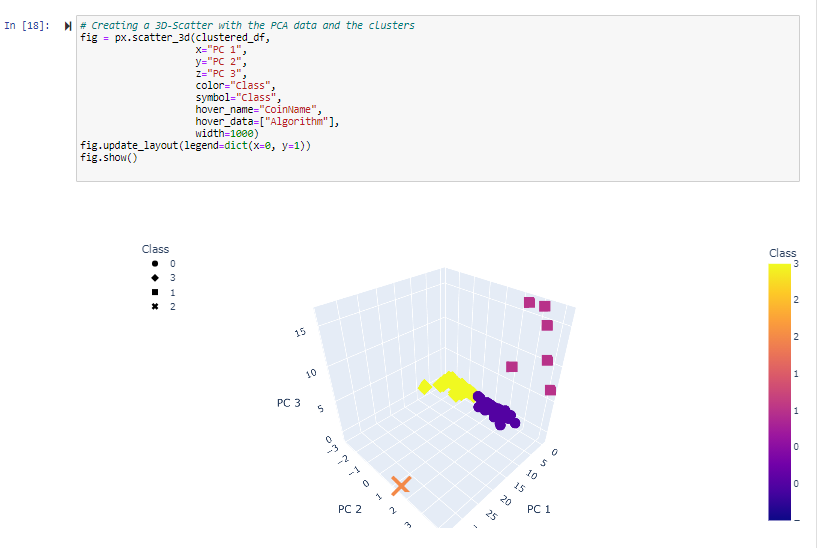 In [18]:
# Creating a 3D-Scatter with the PCA data and the clusters
fig = px.scatter_3d(clustered_df,
x="PC 1",
y="PC 2",
z="PC 3",
color="Class",
symbol="Class",
hover_name="CoinName",
hover_data=["Algorithm"],
width=1000)
fig.update_layout(legend=dict(x=0, y=1))
fig.show()
Class
0
3
1
2
15
10
5
0
PC 3
−3
−2
−1
0
1
2
3
PC 2
0
5
10
15
20
25
PC 1
Class
3
2
2
1
1
0
0
−